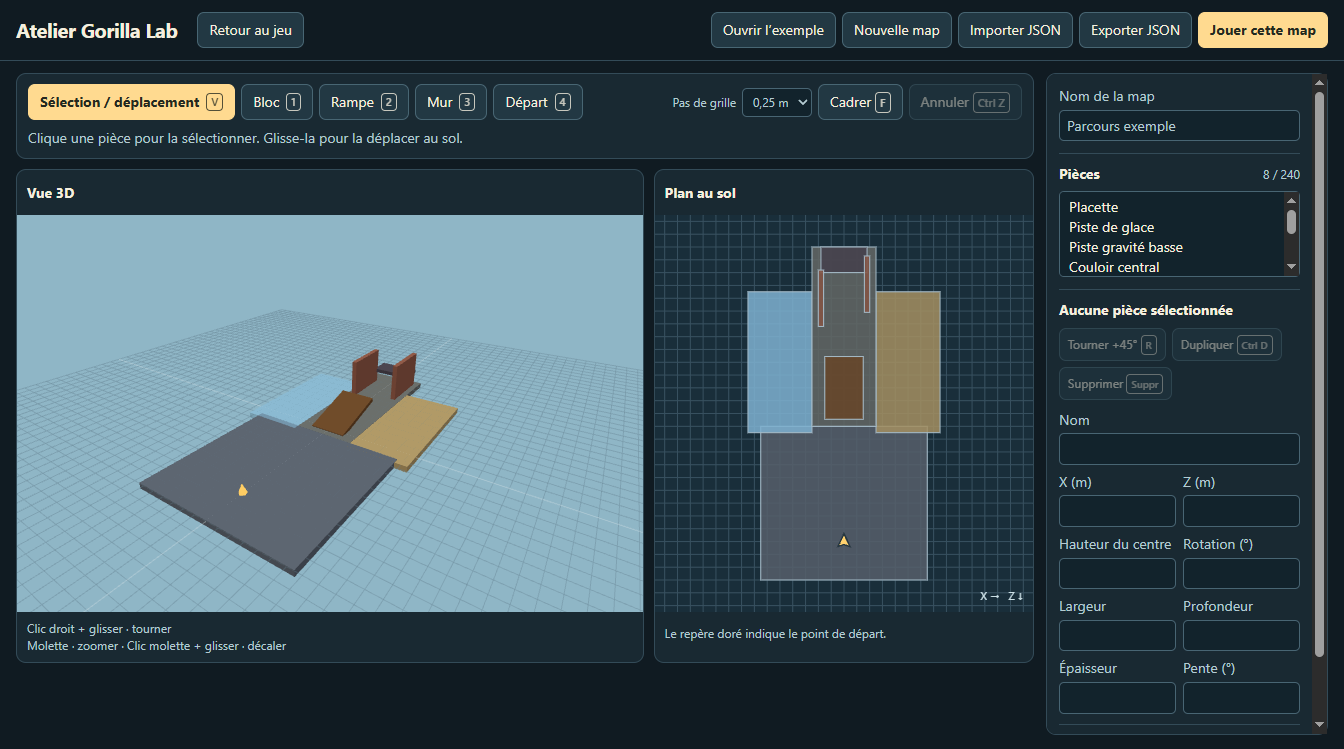 Atelier Gorilla Lab
Retour au jeu
Ouvrir l'exemple
Nouvelle map
Importer JSON
Exporter JSON
Jouer cette map
Sélection / déplacement V
Bloc 1
Rampe 2
Mur 3
Départ 4
Pas de grille
0,25 m
Cadrer F
Annuler Ctrl Z
Clique une pièce pour la sélectionner. Glisse-la pour la déplacer au sol.
Vue 3D
Clic droit + glisser · tourner
Molette · zoomer · Clic molette + glisser · décaler
Plan au sol
X→ Z↓
Le repère doré indique le point de départ.
Nom de la map
Parcours exemple
Pièces 8 / 240
Placette
Piste de glace
Piste gravité basse
Couloir central
Aucune pièce sélectionnée
Tourner +45° R
Dupliquer Ctrl D
Supprimer Suppr
Nom
X (m) Z (m)
Hauteur du centre Rotation (°)
Largeur Profondeur
Épaisseur Pente (°)